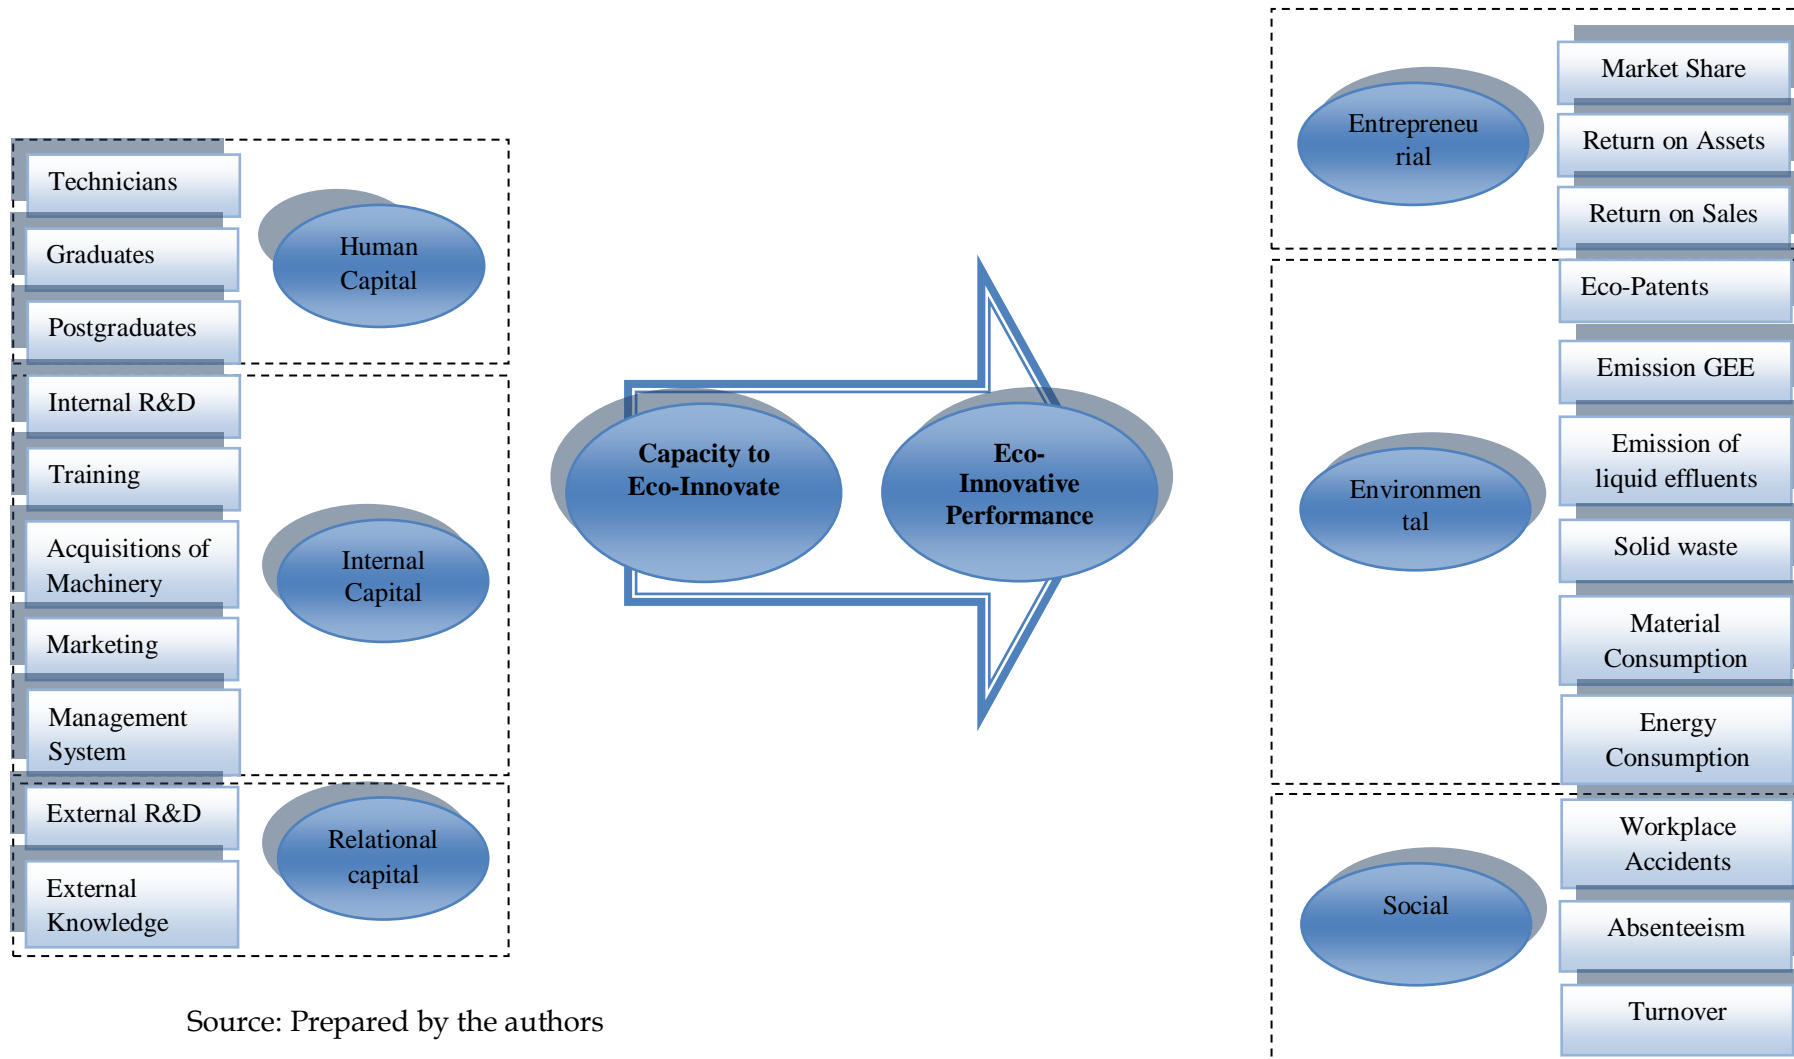 Technicians
Graduates
Postgraduates
Human
Capital
Internal R&D
Training
Acquisitions of
Machinery
Marketing
Management
System
Internal
Capital
External R&D
External
Knowledge
Relational
capital
Capacity to
Eco-Innovate
Eco-
Innovative
Performance
Entrepreneu
rial
Market Share
Return on Assets
Return on Sales
Environmen
tal
Eco-Patents
Emission GEE
Emission of
liquid effluents
Solid waste
Material
Consumption
Energy
Consumption
Social
Workplace
Accidents
Absenteeism
Turnover
Source: Prepared by the authors